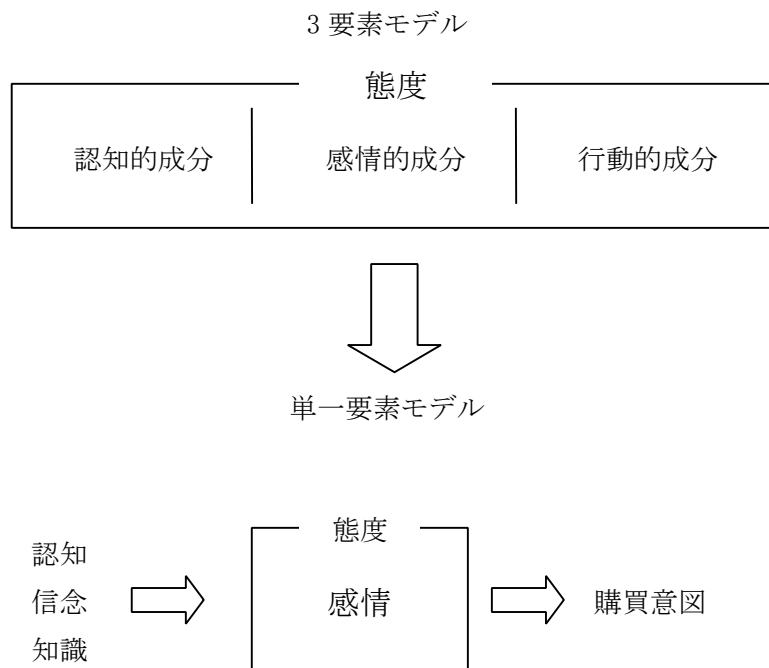 3 要素モデル
態度
認知的成分 感情的成分 行動的成分
単一要素モデル
態度
認知
信念 感情 購買意図
知識